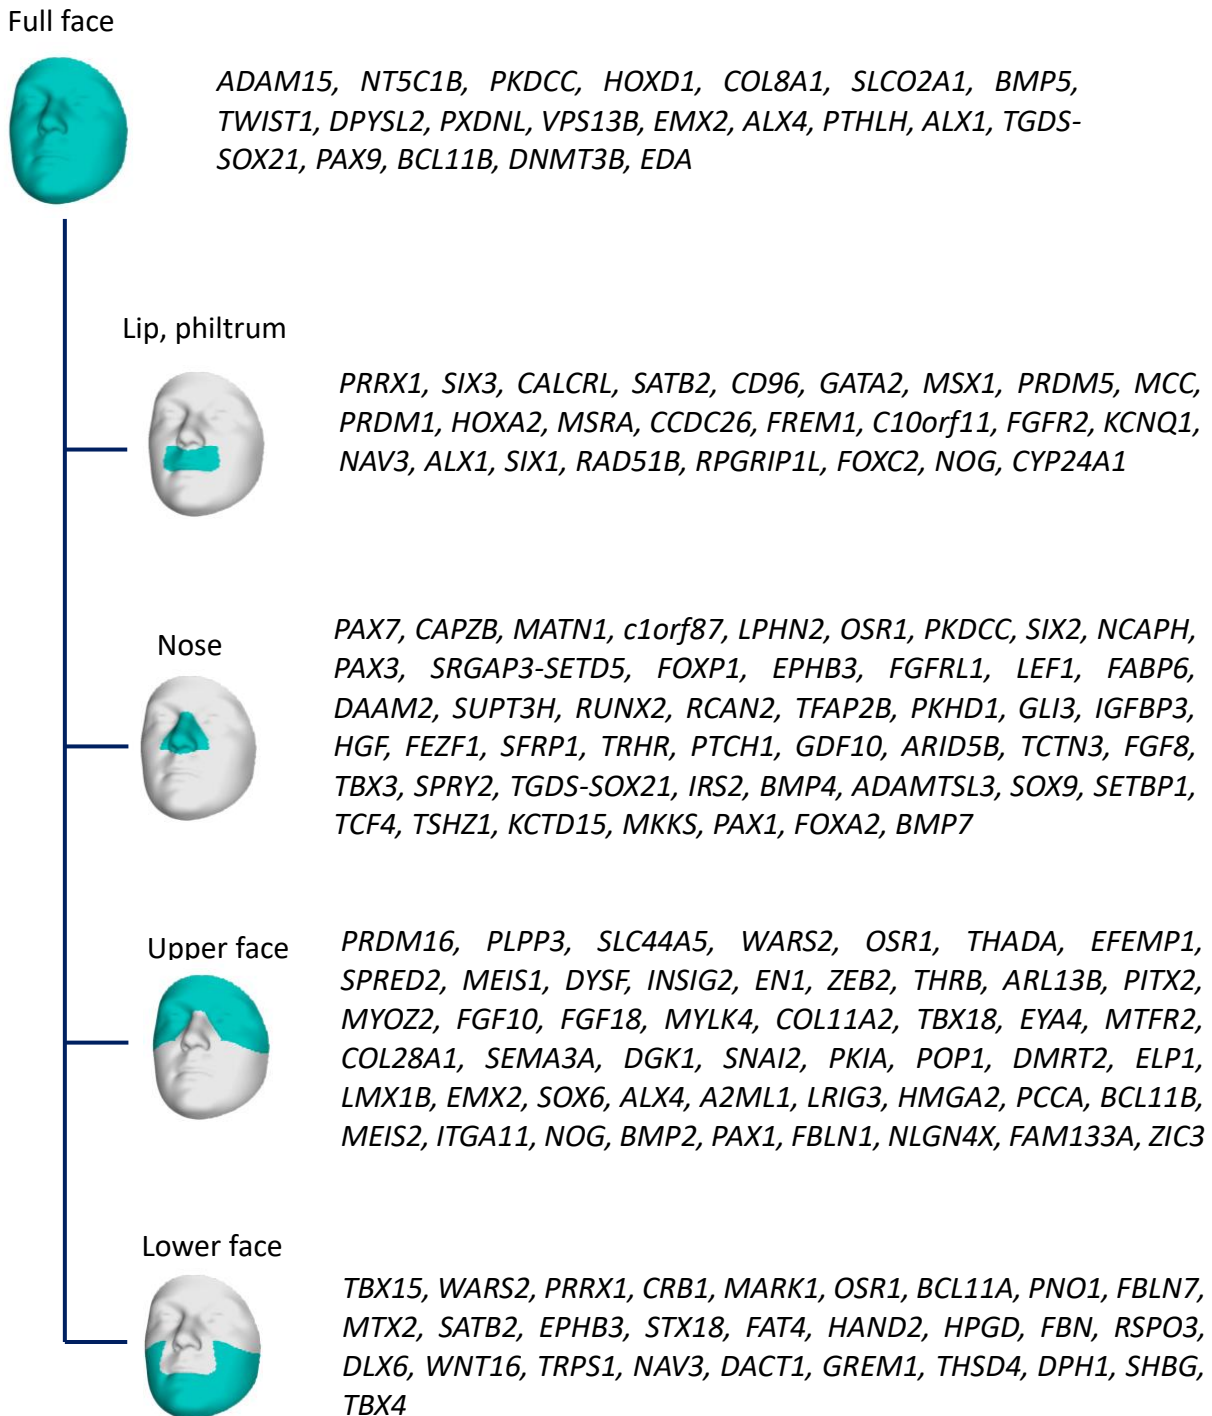 Full face
ADAM15, NT5C1B, PKDCC, HOXD1, COL8A1, SLCO2A1, BMP5,
TWIST1, DPYSL2, PXDNL, VPS13B, EMX2, ALX4, PTHLH, ALX1, TGDS-
SOX21, PAX9, BCL11B, DNMT3B, EDA
Lip, philtrum
PRRX1, SIX3, CALCRL, SATB2, CD96, GATA2, MSX1, PRDM5, MCC,
PRDM1, HOXA2, MSRA, CCDC26, FREM1, C10orf11, FGFR2, KCNQ1,
NAV3, ALX1, SIX1, RAD51B, RPGRIP1L, FOXC2, NOG, CYP24A1
Nose
PAX7, CAPZB, MATN1, c1orf87, LPHN2, OSR1, PKDCC, SIX2, NCAPH,
PAX3, SRGAP3-SETD5, FOXP1, EPHB3, FGFRL1, LEF1, FABP6,
DAAM2, SUPT3H, RUNX2, RCAN2, TFAP2B, PKHD1, GLI3, IGFBP3,
HGF, FEZF1, SFRP1, TRHR, PTCH1, GDF10, ARID5B, TCTN3, FGF8,
TBX3, SPRY2, TGDS-SOX21, IRS2, BMP4, ADAMTSL3, SOX9, SETBP1,
TCF4, TSHZ1, KCTD15, MKKS, PAX1, FOXA2, BMP7
Upper face
PRDM16, PLPP3, SLC44A5, WARS2, OSR1, THADA, EFEMP1,
SPRED2, MEIS1, DYSF, INSIG2, EN1, ZEB2, THRB, ARL13B, PITX2,
MYOZ2, FGF10, FGF18, MYLK4, COL11A2, TBX18, EYA4, MTFR2,
COL28A1, SEMA3A, DGK1, SNAI2, PKIA, POP1, DMRT2, ELP1,
LMX1B, EMX2, SOX6, ALX4, A2ML1, LRIG3, HMGA2, PCCA, BCL11B,
MEIS2, ITGA11, NOG, BMP2, PAX1, FBLN1, NLGN4X, FAM133A, ZIC3
Lower face
TBX15, WARS2, PRRX1, CRB1, MARK1, OSR1, BCL11A, PNO1, FBLN7,
MTX2, SATB2, EPHB3, STX18, FAT4, HAND2, HPGD, FBN, RSPO3,
DLX6, WNT16, TRPS1, NAV3, DACT1, GREM1, THSD4, DPH1, SHBG,
TBX4